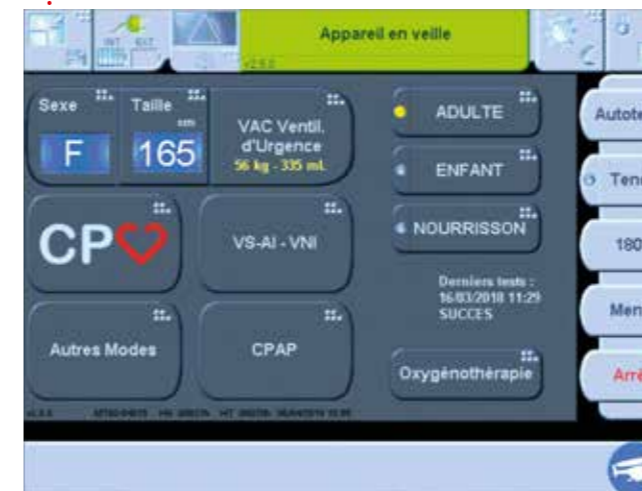 Appareil en veille
INT EXT
Sexe
Taille
cm
F
165
VAC Ventil.
d'Urgence
56 kg - 335 mL
ADULTE
ENFANT
NOURRISSON
CP
VS-AI - VNI
Derniers tests :
16/03/2018 11:29
SUCCES
Autres Modes
CPAP
Oxygénothérapie
Autote
Tend
180
Men
Arrê